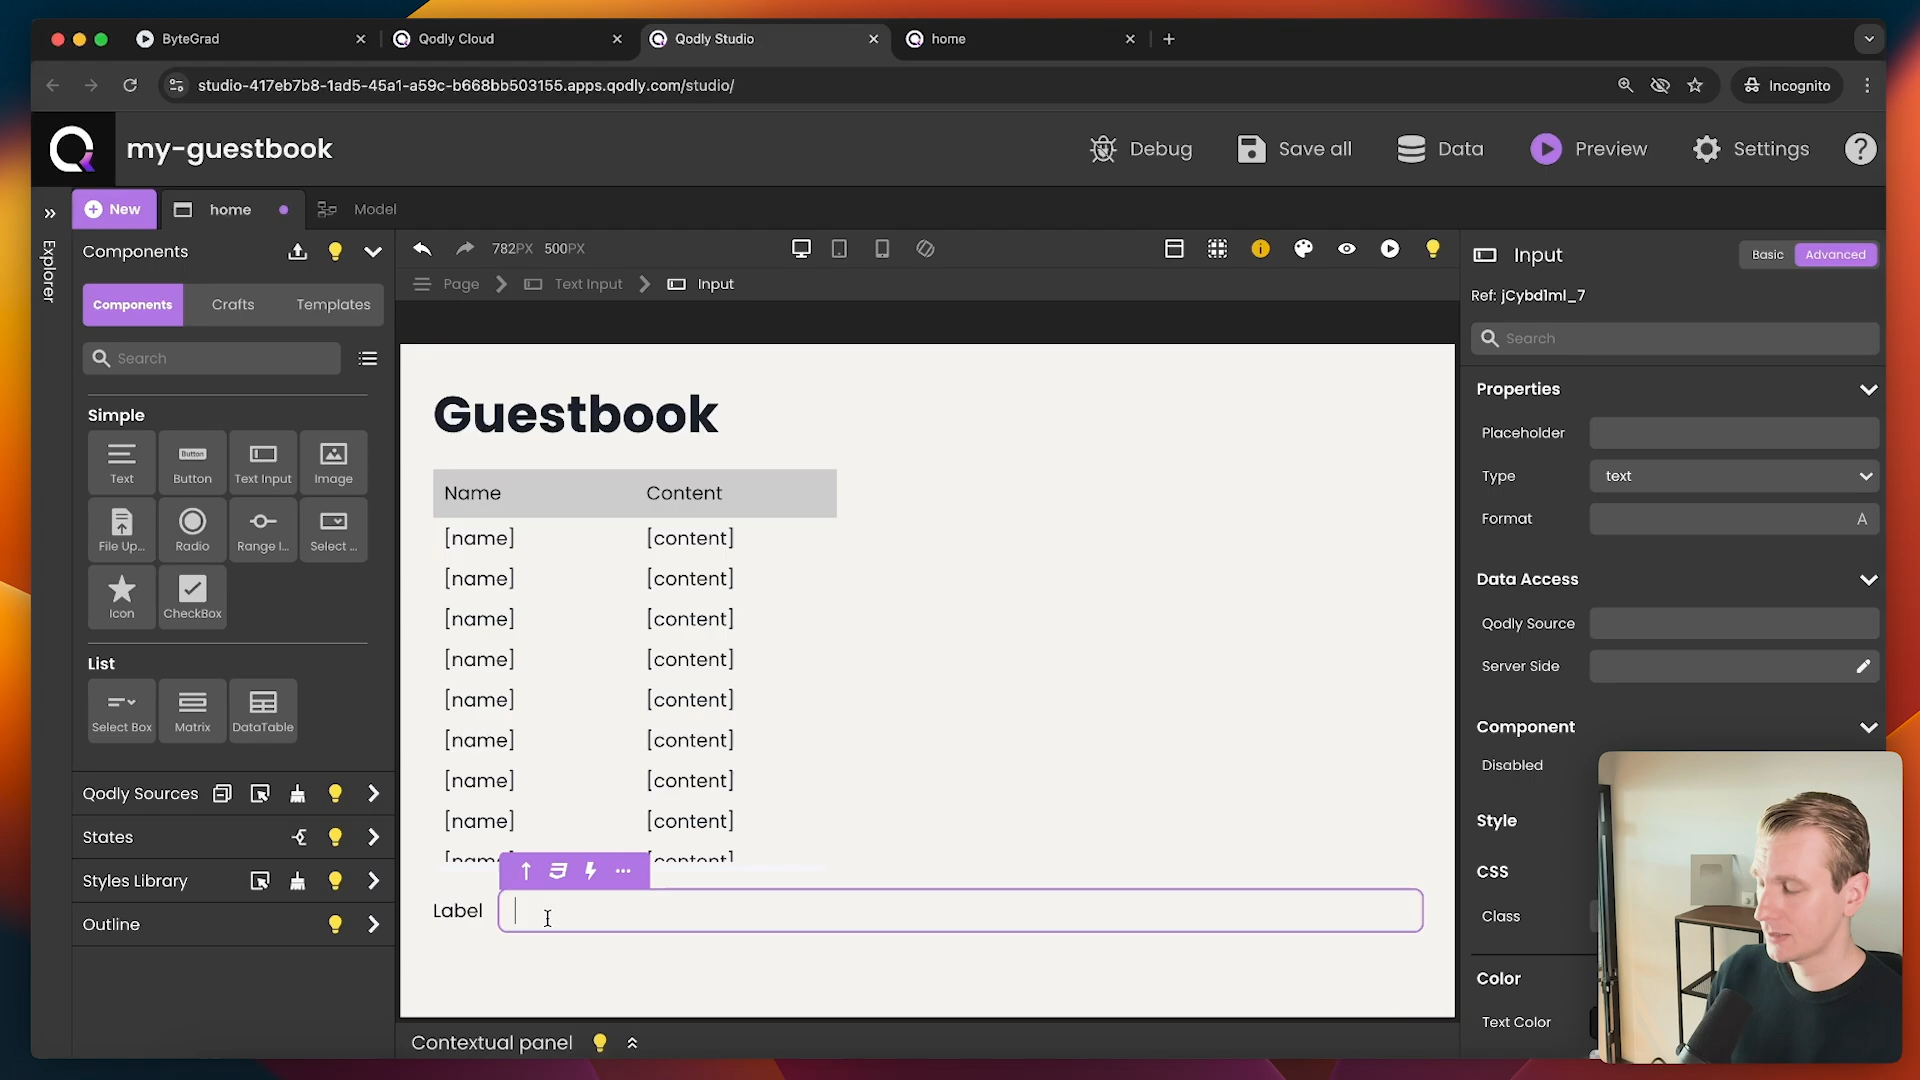 ByteGrad
Qodly Cloud
Qodly Studio
home
studio-417eb7b8-1ad5-45a1-a59c-b668bb503155.apps.qodly.com/studio/
Incognito
my-guestbook
Debug
Save all
Data
Preview
Settings
New
home
Model
Explorer
Components
782PX 500PX
Page
Text Input
Input
Components
Crafts
Templates
Search
Simple
Text
Button
Button
Text Input
Image
File Up...
Radio
Range I...
Select ...
Icon
CheckBox
List
Select Box
Matrix
DataTable
Qodly Sources
States
Styles Library
Outline
Guestbook
Name Content
[name] [content]
[name] [content]
[name] [content]
[name] [content]
[name] [content]
[name] [content]
[name] [content]
[name] [content]
Label
Contextual panel
Input
Basic
Advanced
Ref: jCybd1ml_7
Search
Properties
Placeholder
Type text
Format A
Data Access
Qodly Source
Server Side
Component
Disabled
Style
CSS
Class
Color
Text Color